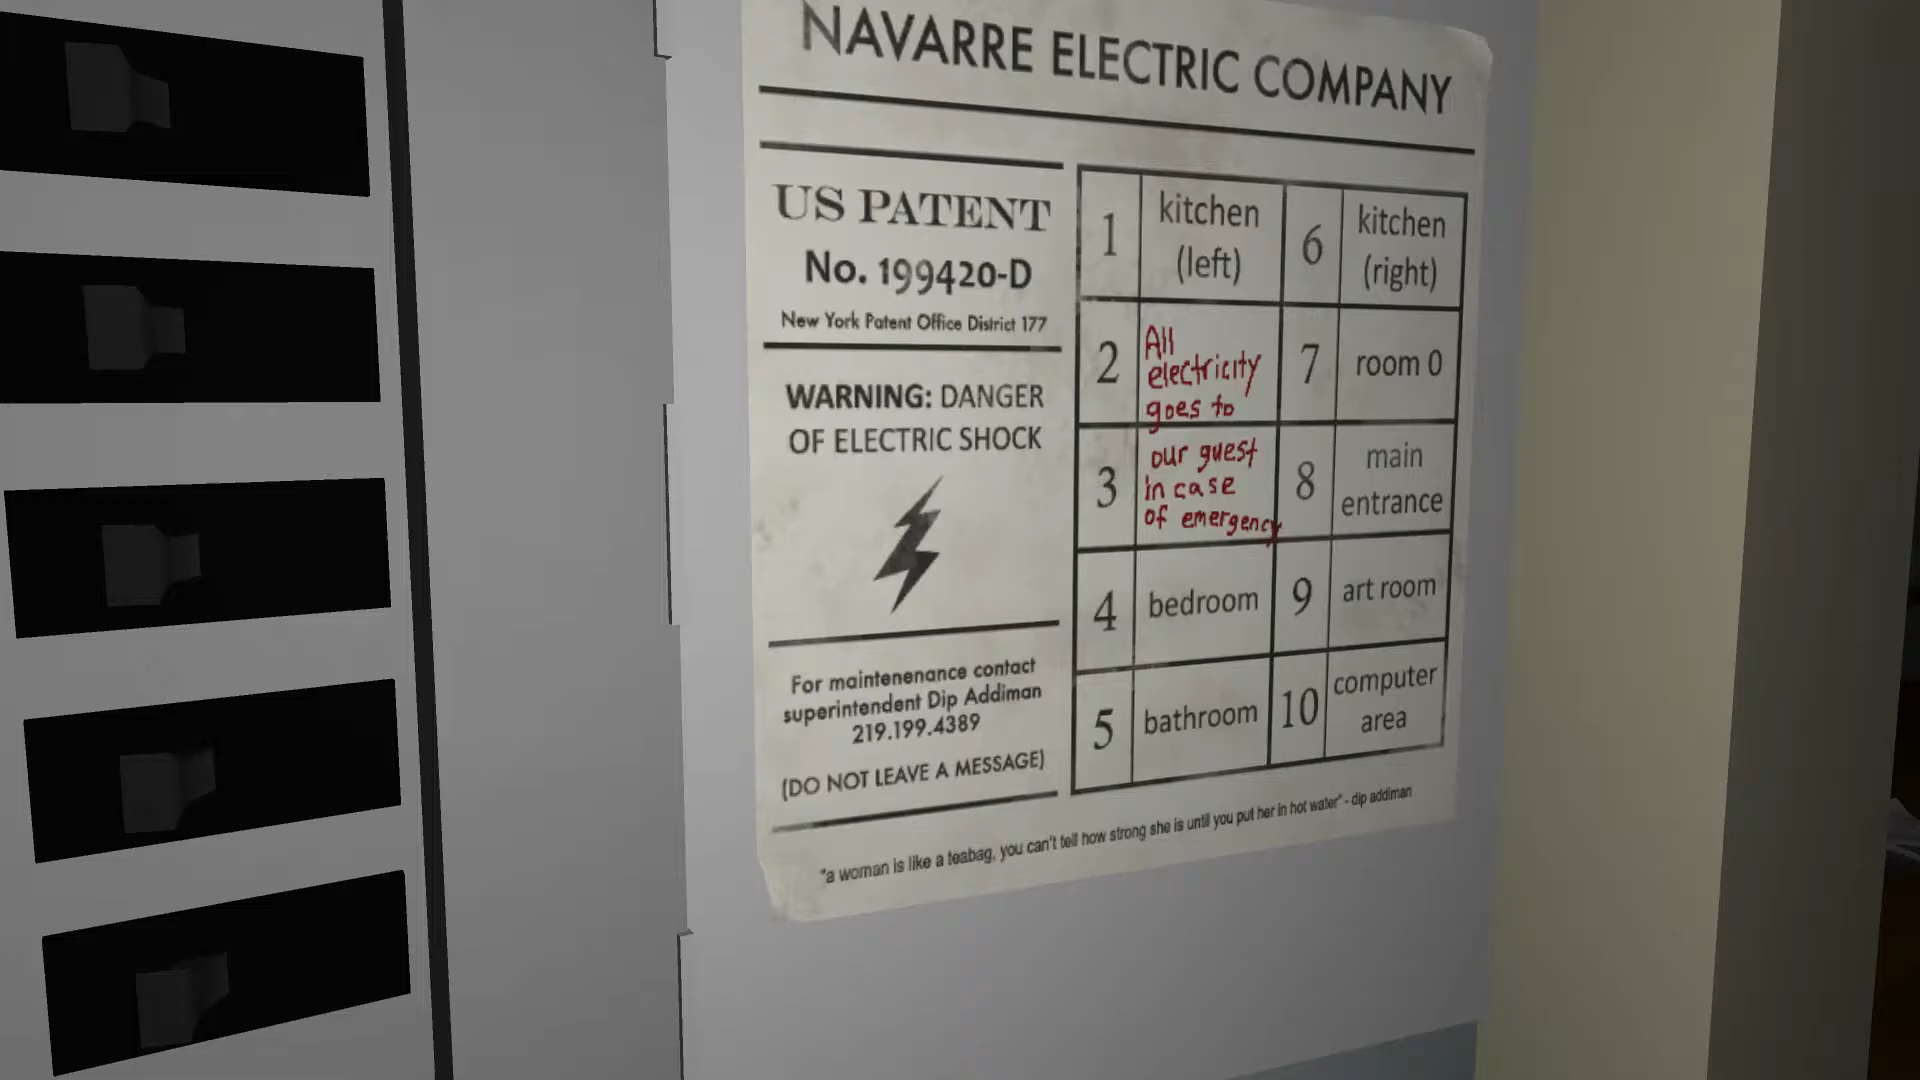 NAVARRE ELECTRIC COMPANY
US PATENT
No. 199420-D
New York Patent Office District 177
WARNING: DANGER
OF ELECTRIC SHOCK
For maintenenance contact
superintendent Dip Addiman
219.199.4389
(DO NOT LEAVE A MESSAGE)
1
kitchen
(left)
6
kitchen
(right)
2
All
electricity
goes to
7
room 0
3
our guest
in case
of emergency
8
main
entrance
4
bedroom
9
art room
5
bathroom
10
computer
area
"a woman is like a teabag, you can't tell how strong she is until you put her in hot water" - dip addiman